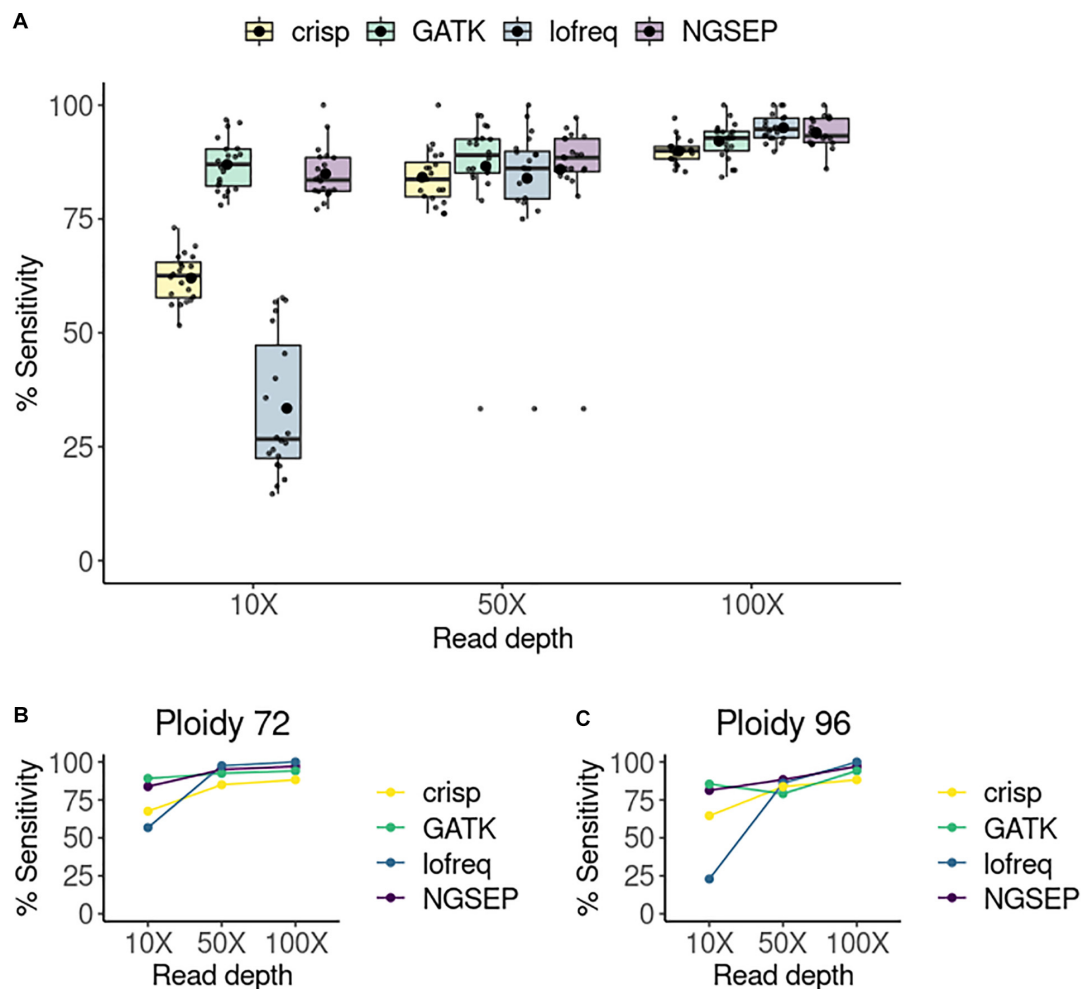 A
crisp GATK lofreq NGSEP
% Sensitivity
100
75
50
25
0
10X 50X 100X
Read depth
B
Ploidy 72
% Sensitivity
100
75
50
25
0
10X 50X 100X
Read depth
crisp
GATK
lofreq
NGSEP
C
Ploidy 96
% Sensitivity
100
75
50
25
0
10X 50X 100X
Read depth
crisp
GATK
lofreq
NGSEP